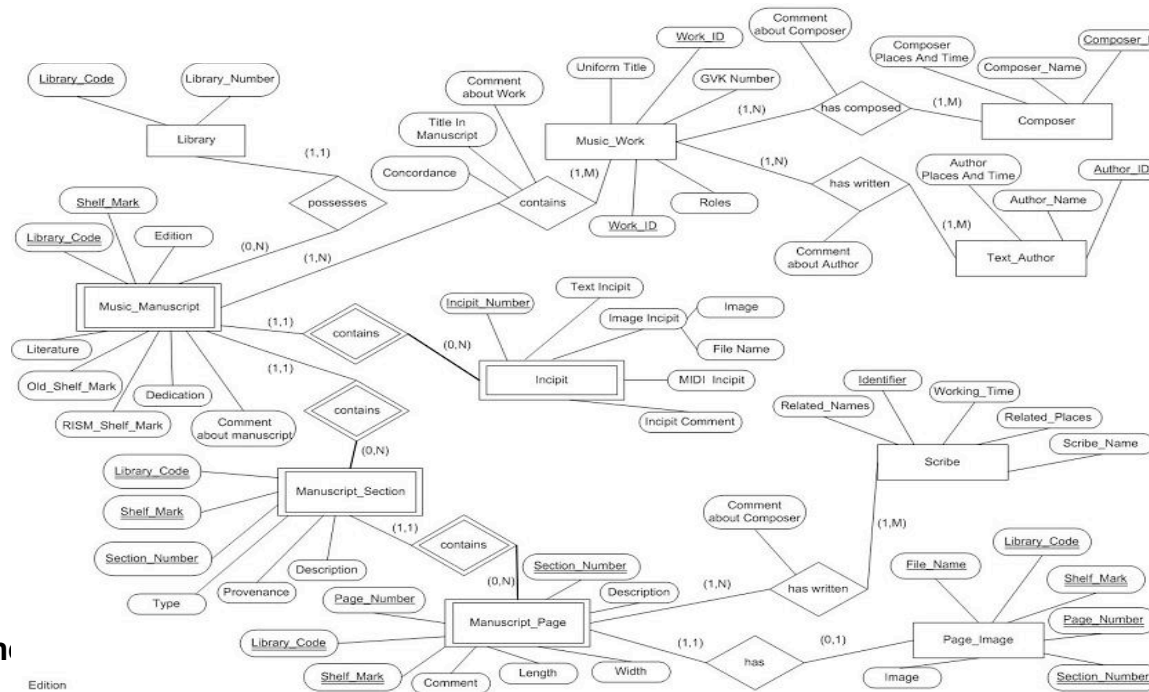 Comment
about Composer
Work_ID
Composer
Places And Time
Composer_
Library_Code
Library_Number
Comment
about Work
Uniform Title
GVK Number
Composer_Name
(1,N)
has composed
(1,M)
Composer
Library
Title In
Manuscript
Music_Work
(1,1)
Concordance
(1,M)
(1,N)
Author
Places And Time
Author_ID
Shelf_Mark
possesses
contains
Roles
has written
Author_Name
Library_Code
Edition
(0,N)
Work_ID
(1,M)
(1,N)
Comment
about Author
Text_Author
Music_Manuscript
Incipit_Number
Text Incipit
Image
(1,1)
contains
Image Incipit
Literature
(0,N)
File Name
(1,1)
Incipit
MIDI Incipit
Old_Shelf_Mark
Dedication
Identifier
Working_Time
RISM_Shelf_Mark
Comment
about manuscript
contains
Incipit Comment
Related_Names
Related_Places
Scribe_Name
(0,N)
Library_Code
Manuscript_Section
Scribe
Shelf_Mark
Comment
about Composer
(1,1)
(1,M)
Section_Number
contains
Library_Code
Description
(0,N)
Section_Number
File_Name
Provenance
Description
(1,N)
has written
Shelf_Mark
Type
Page_Number
Manuscript_Page
Page_Number
Library_Code
(1,1)
(0,1)
Page_Image
has
Shelf_Mark
Comment
Length
Width
Image
Section_Number
Edition